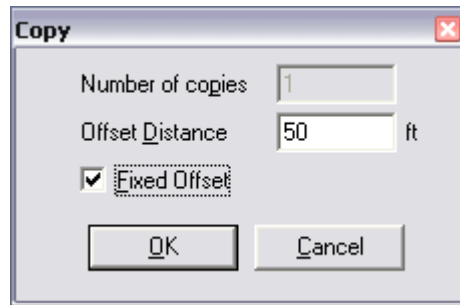 Copy
Number of copies 1
Offset Distance 50 ft
Fixed Offset
OK Cancel